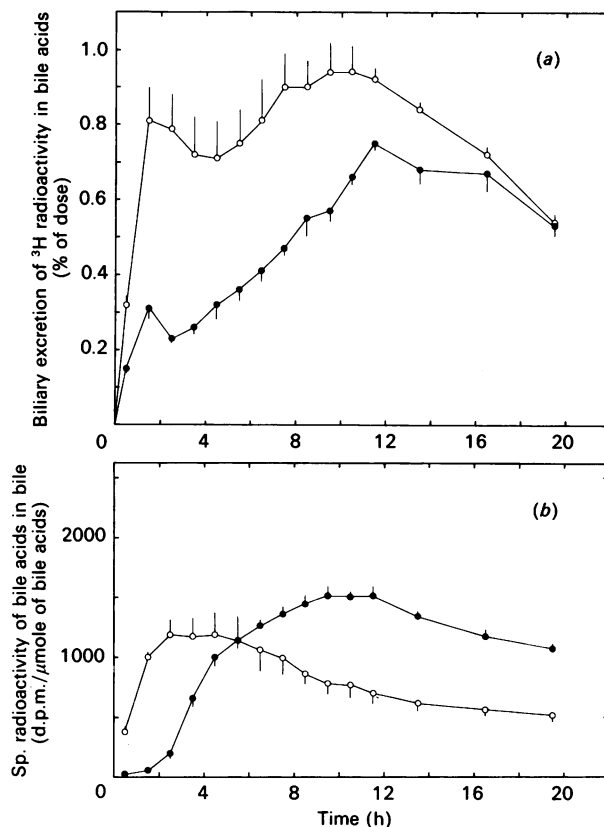 Biliary excretion of ³H radioactivity in bile acids
(% of dose)
1.0
0.8
0.6
0.4
0.2
0
(a)
0 4 8 12 16 20
Sp. radioactivity of bile acids in bile
(d.p.m./μmole of bile acids)
2000
1000
0
(b)
0 4 8 12 16 20
Time (h)